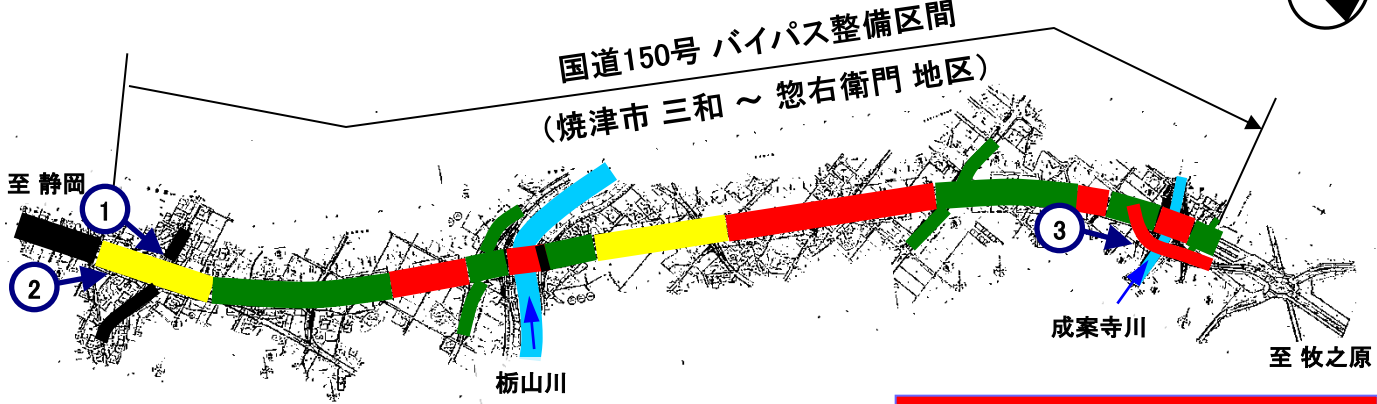 国道150号 バイパス整備区間
(焼津市 三和 ~ 惣右衛門 地区)
至 静岡
1
2
3
栃山川
成案寺川
至 牧之原